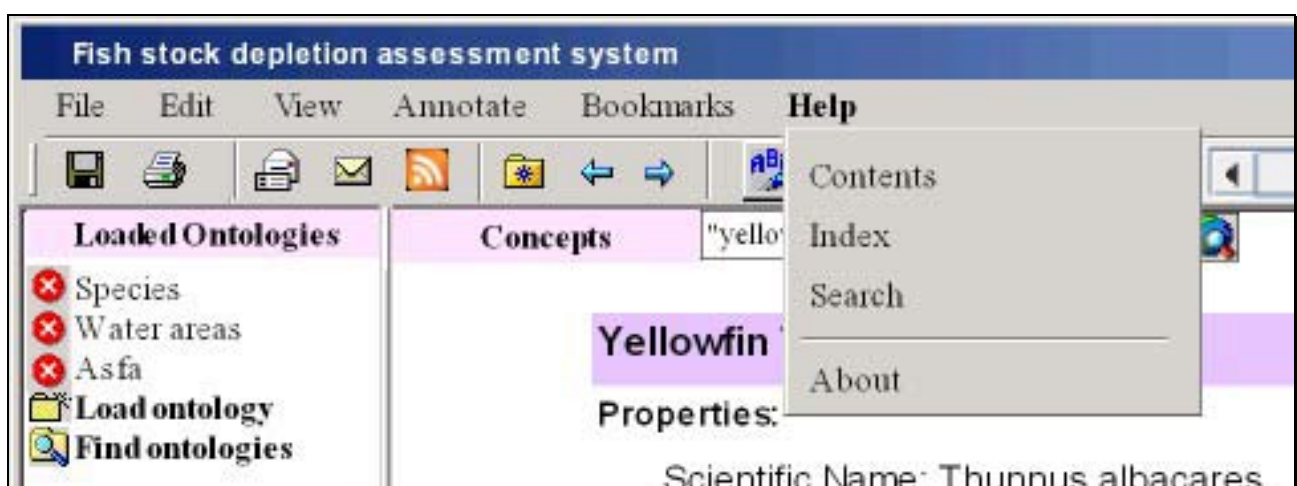 Fish stock depletion assessment system
File Edit View Annotate Bookmarks Help
Contents
Index
Search
About
Loaded Ontologies
Species
Water areas
Asfa
Load ontology
Find ontologies
Concepts "yellow
Yellowfin
Properties:
Scientific Name: Thunnus albacares